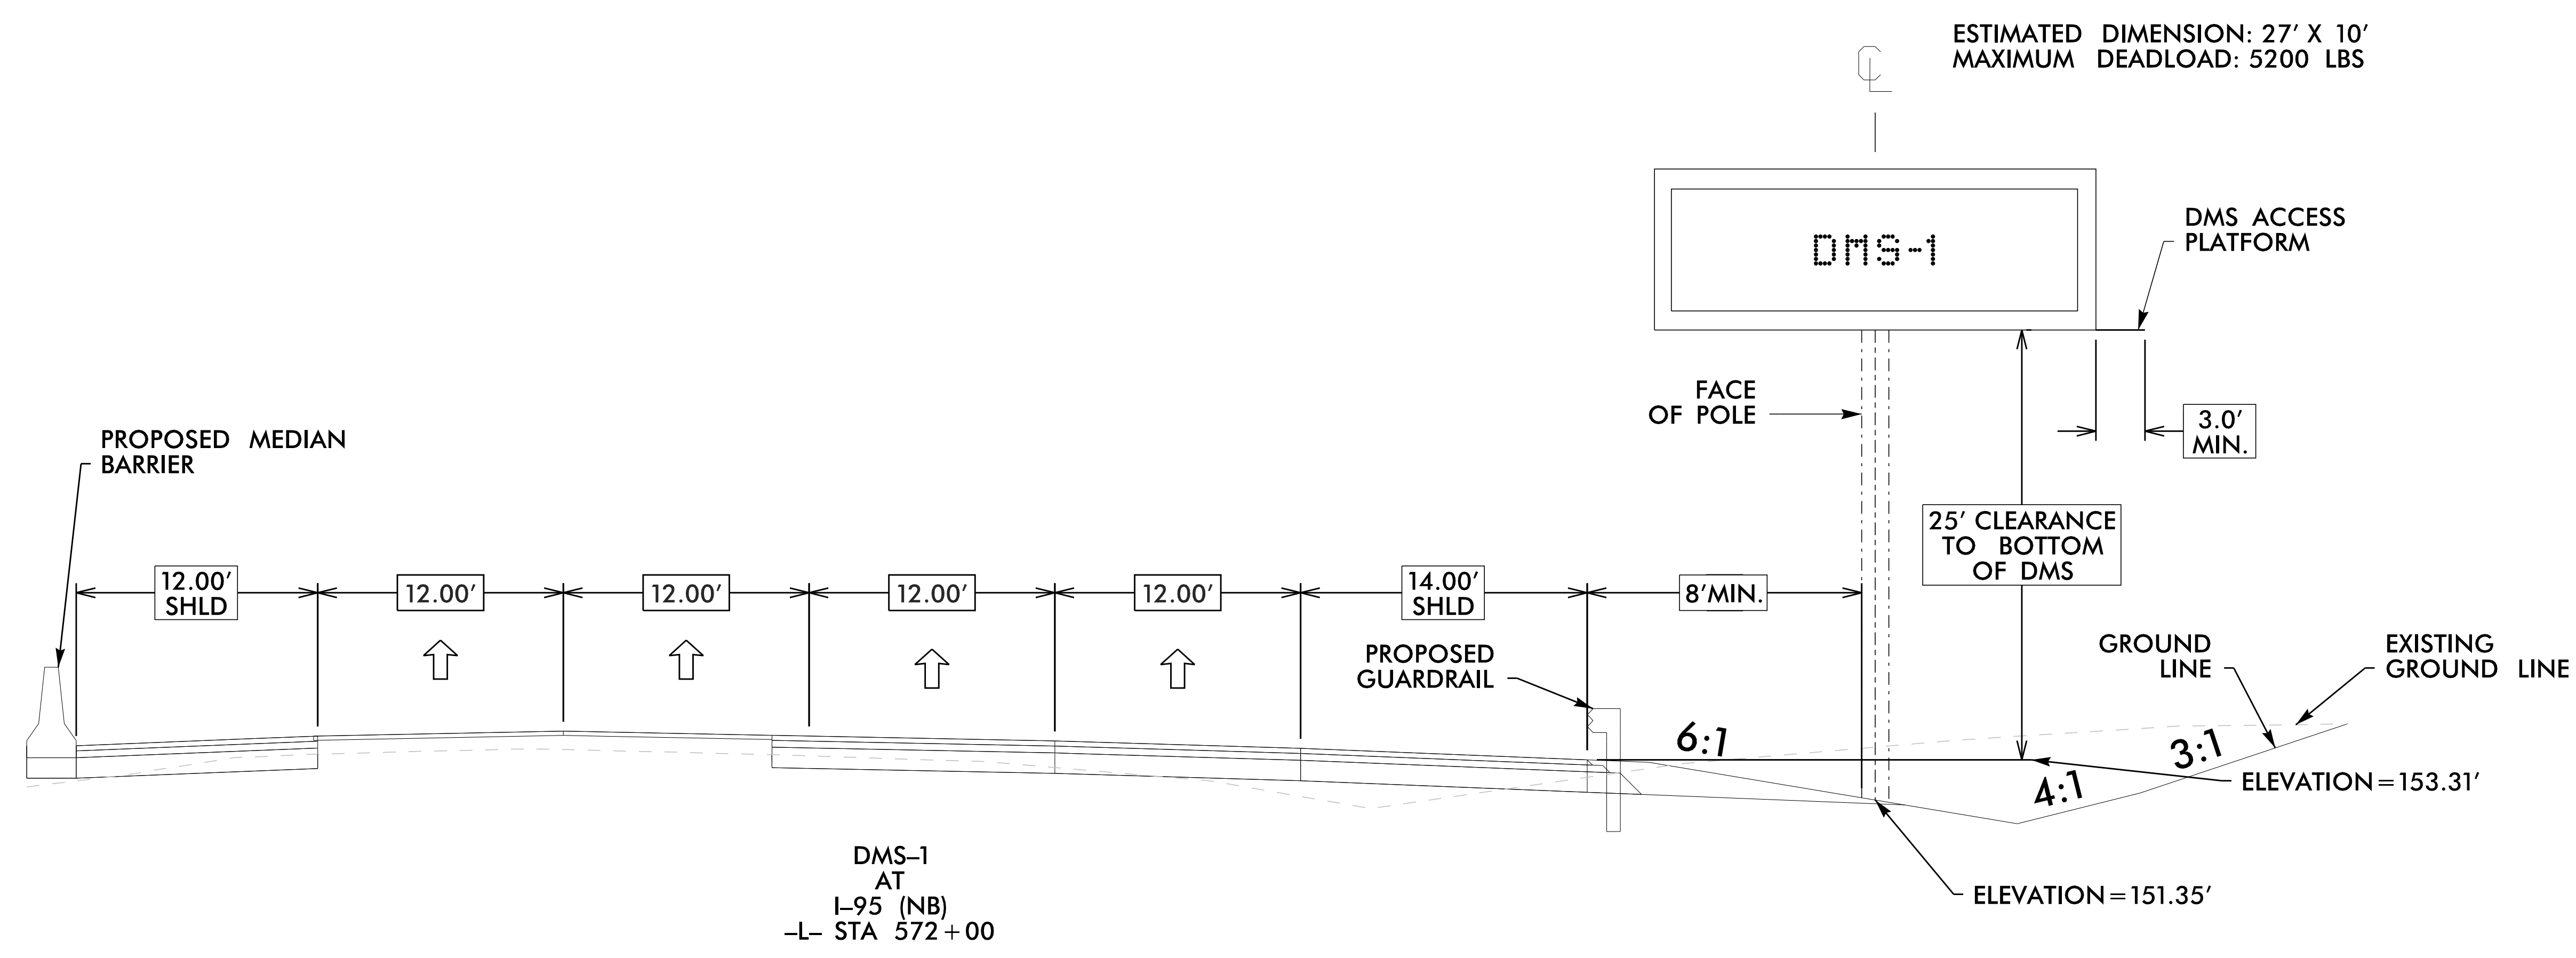 ESTIMATED DIMENSION: 27' X 10'
MAXIMUM DEADLOAD: 5200 LBS
CL
DMS-1
DMS ACCESS
PLATFORM
FACE
OF POLE
3.0'
MIN.
PROPOSED MEDIAN
BARRIER
25' CLEARANCE
TO BOTTOM
OF DMS
12.00'
SHLD
12.00'
12.00'
12.00'
12.00'
14.00'
SHLD
8'MIN.
PROPOSED
GUARDRAIL
GROUND
LINE
EXISTING
GROUND LINE
6:1
4:1
3:1
ELEVATION=153.31'
ELEVATION=151.35'
DMS–1
AT
I–95 (NB)
–L– STA 572+00